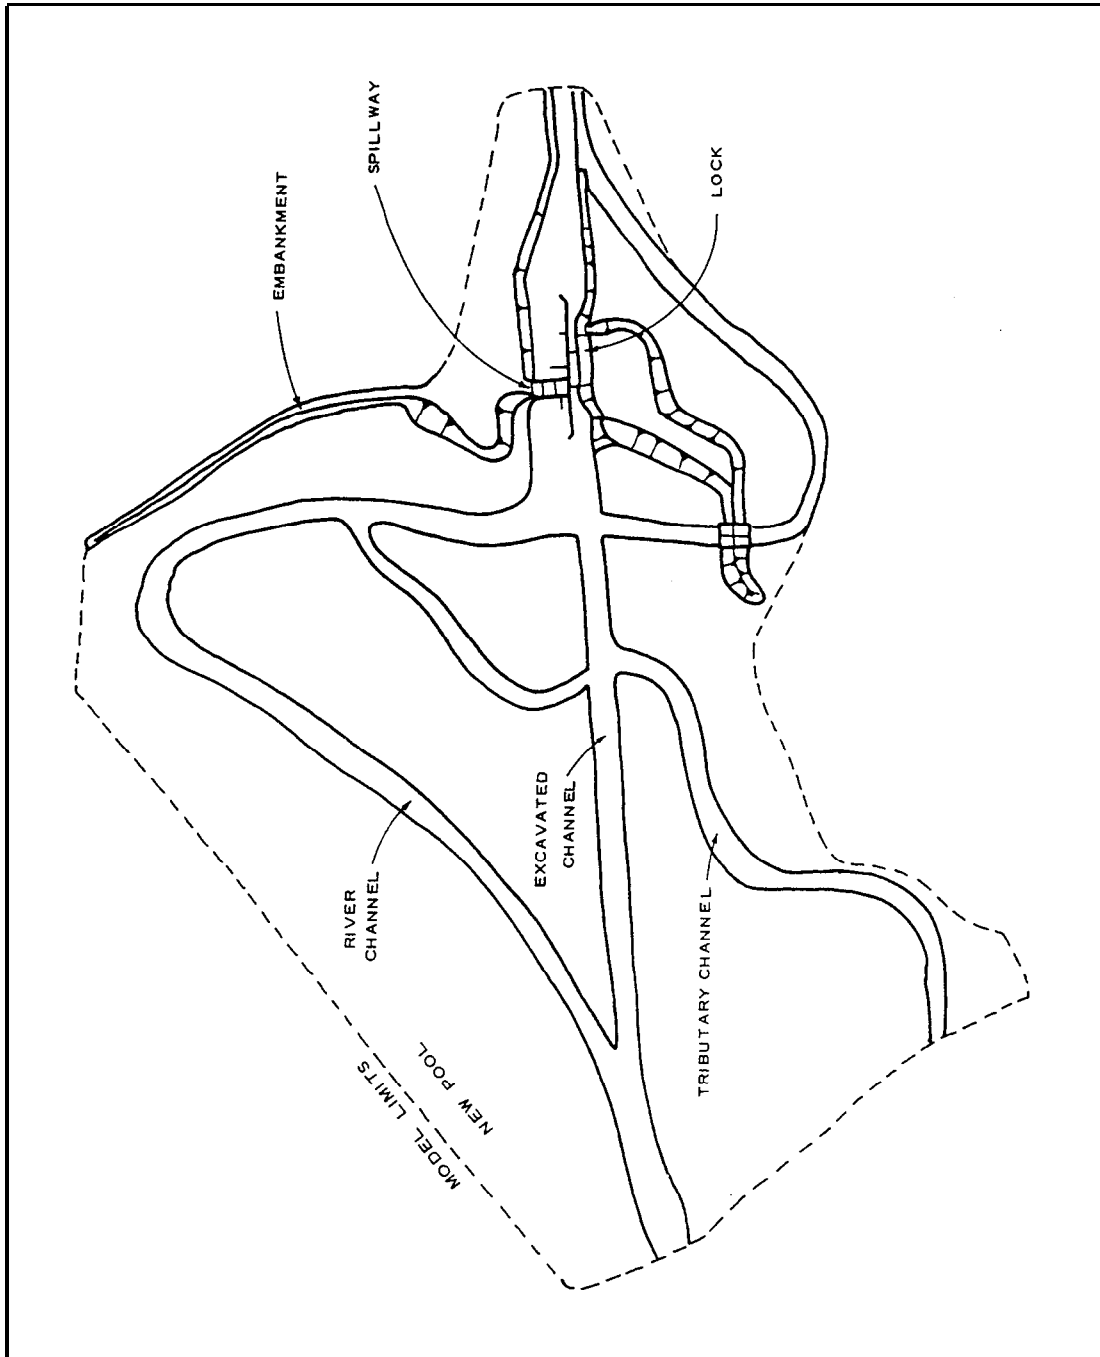 SPILLWAY
EMBANKMENT
LOCK
RIVER
CHANNEL
EXCAVATED
CHANNEL
TRIBUTARY CHANNEL
NEW POOL
MODEL LIMITS